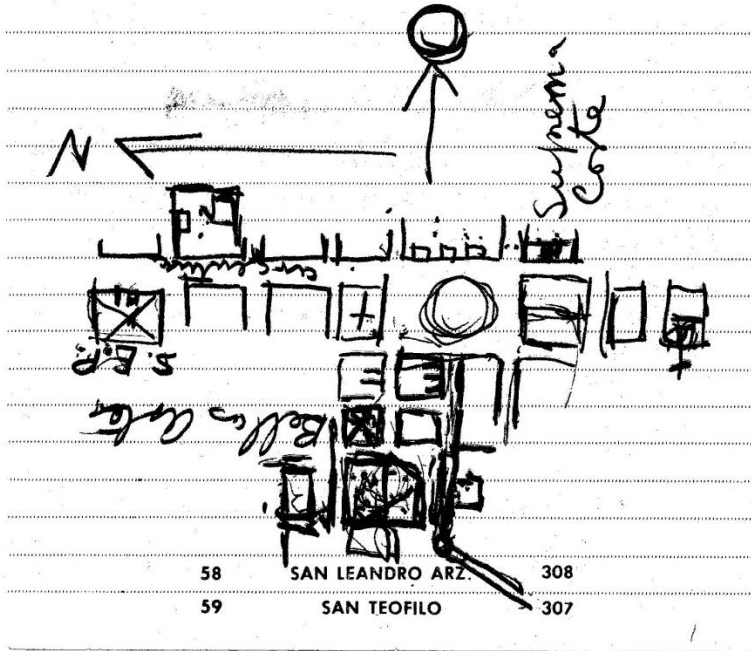 Suprema
Corte
N
S.E.P.
Bellas Artes
58 SAN LEANDRO ARZ. 308
59 SAN TEOFILO 307